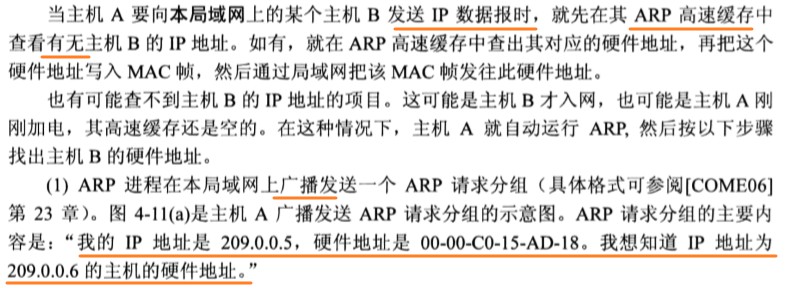 当主机 A 要向本局域网上的某个主机 B 发送 IP 数据报时，就先在其 ARP 高速缓存中
查看有无主机 B 的 IP 地址。如有，就在 ARP 高速缓存中查出其对应的硬件地址，再把这个
硬件地址写入 MAC 帧，然后通过局域网把该 MAC 帧发往此硬件地址。
也有可能查不到主机 B 的 IP 地址的项目。这可能是主机 B 才入网，也可能是主机 A 刚
刚加电，其高速缓存还是空的。在这种情况下，主机 A 就自动运行 ARP, 然后按以下步骤
找出主机 B 的硬件地址。
(1) ARP 进程在本局域网上广播发送一个 ARP 请求分组（具体格式可参阅[COME06]
第 23 章）。图 4-11(a)是主机 A 广播发送 ARP 请求分组的示意图。ARP 请求分组的主要内
容是：“我的 IP 地址是 209.0.0.5，硬件地址是 00-00-C0-15-AD-18。我想知道 IP 地址为
209.0.0.6 的主机的硬件地址。”